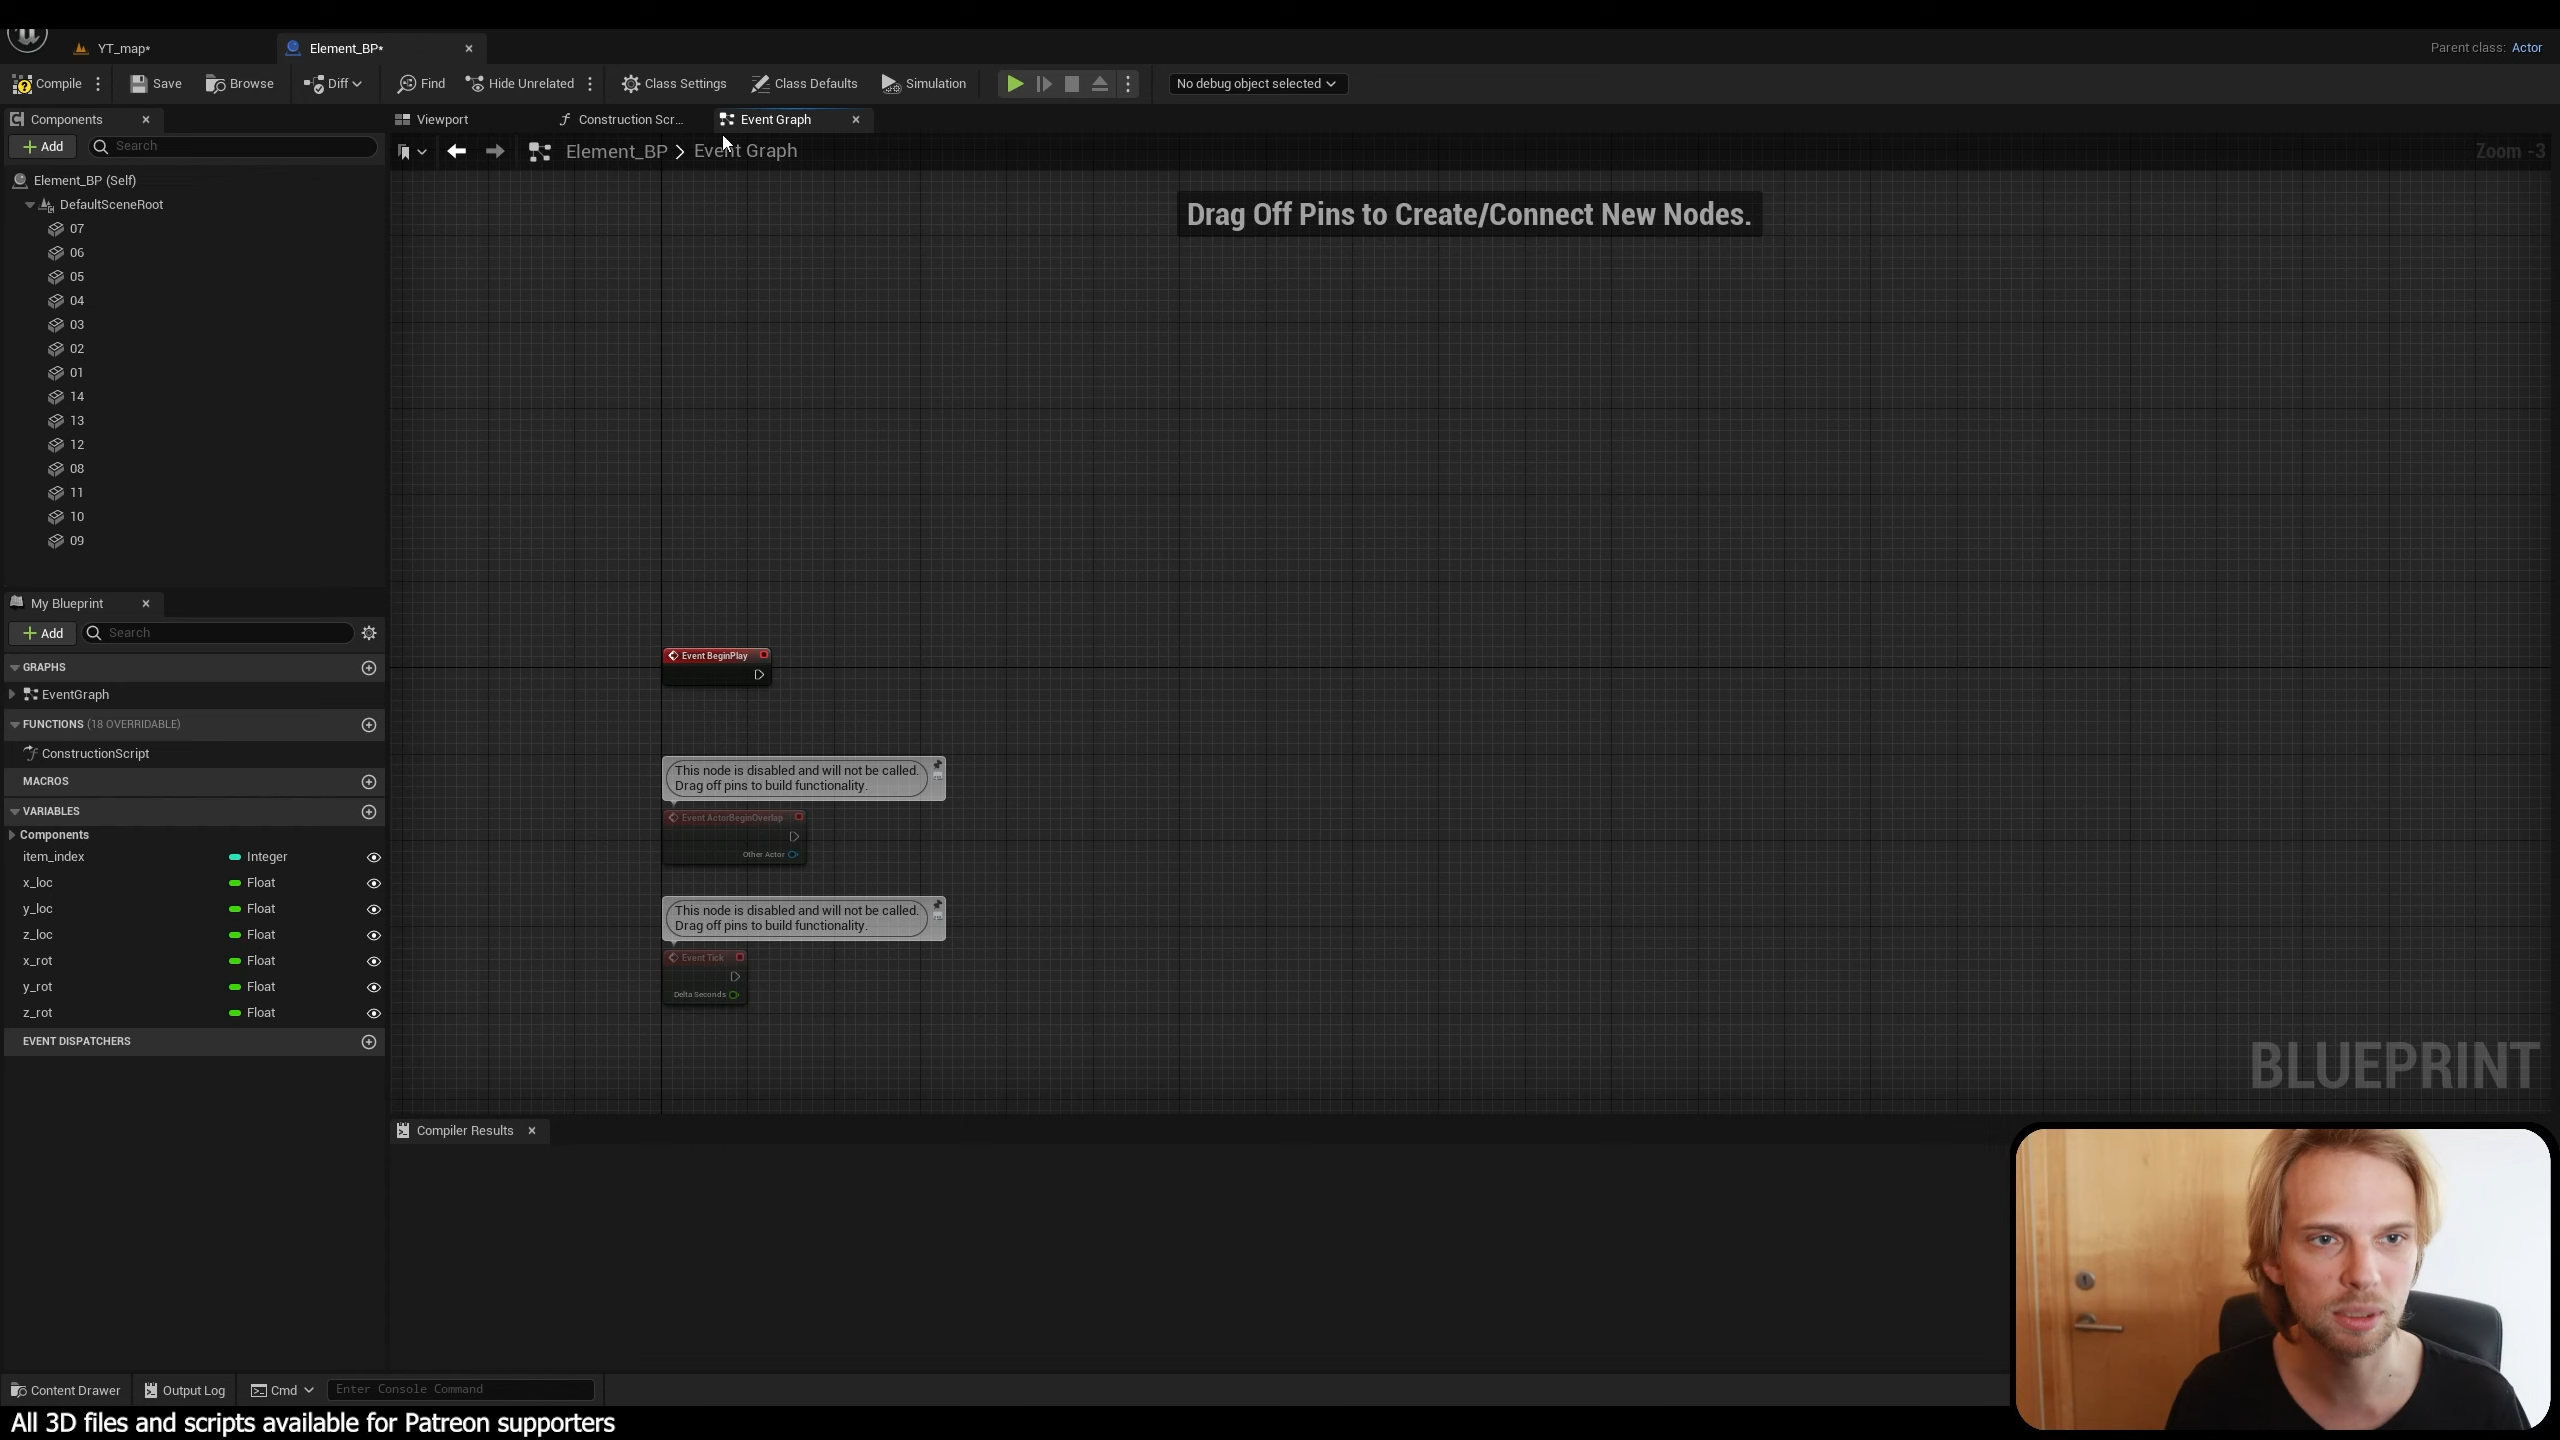 YT_map*
Element_BP*
Parent class: Actor
Compile
Save
Browse
Diff
Find
Hide Unrelated
Class Settings
Class Defaults
Simulation
No debug object selected
Components
Viewport
Construction Scr...
Event Graph
Add
Search
Element_BP > Event Graph
Zoom -3
Element_BP (Self)
DefaultSceneRoot
07
06
05
04
03
02
01
14
13
12
08
11
10
09
Drag Off Pins to Create/Connect New Nodes.
My Blueprint
Add
Search
GRAPHS
EventGraph
FUNCTIONS (18 OVERRIDABLE)
ConstructionScript
MACROS
VARIABLES
Components
item_index Integer
x_loc Float
y_loc Float
z_loc Float
x_rot Float
y_rot Float
z_rot Float
EVENT DISPATCHERS
Event BeginPlay
This node is disabled and will not be called.
Drag off pins to build functionality.
Event ActorBeginOverlap
Other Actor
This node is disabled and will not be called.
Drag off pins to build functionality.
Event Tick
Delta Seconds
BLUEPRINT
Compiler Results
Content Drawer
Output Log
Cmd
Enter Console Command
All 3D files and scripts available for Patreon supporters